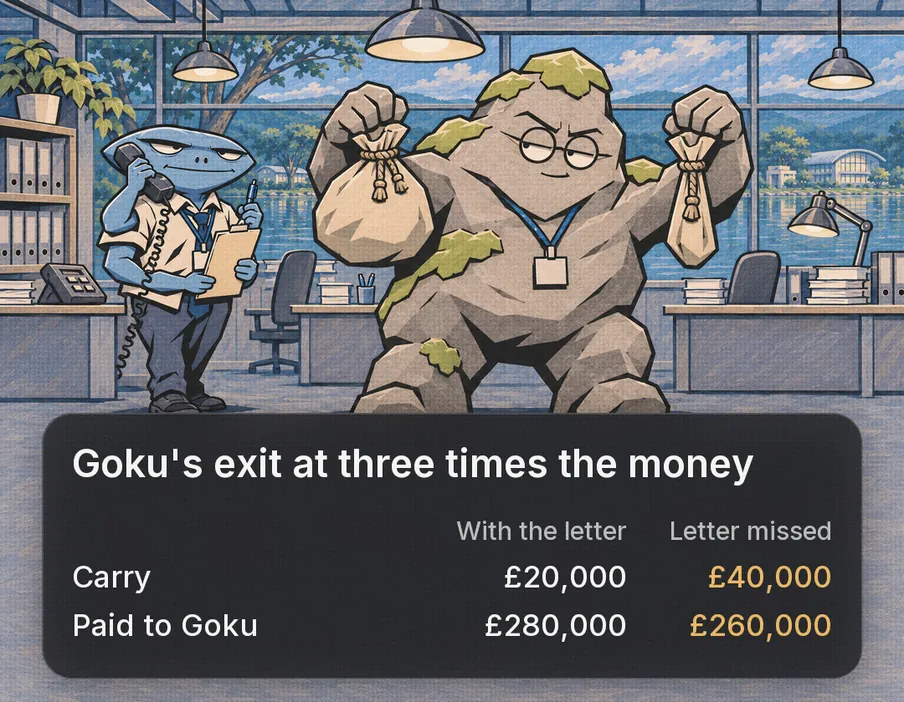 Goku's exit at three times the money
With the letter Letter missed
Carry £20,000 £40,000
Paid to Goku £280,000 £260,000